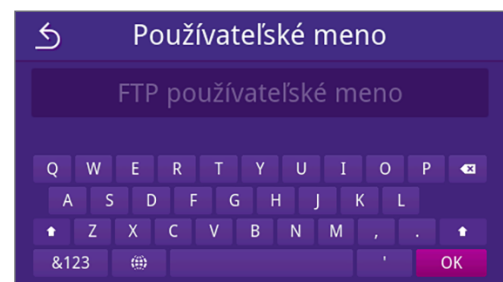 Používateľské meno
FTP používateľské meno
Q W E R T Y U I O P
A S D F G H J K L
Z X C V B N M , .
&123 ' OK